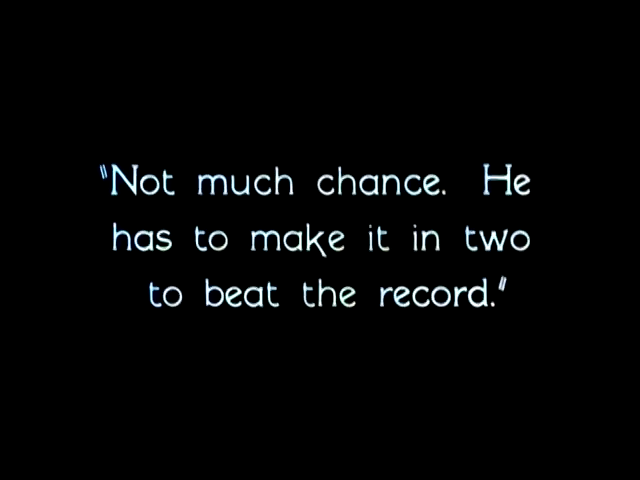 "Not much chance. He
has to make it in two
to beat the record."